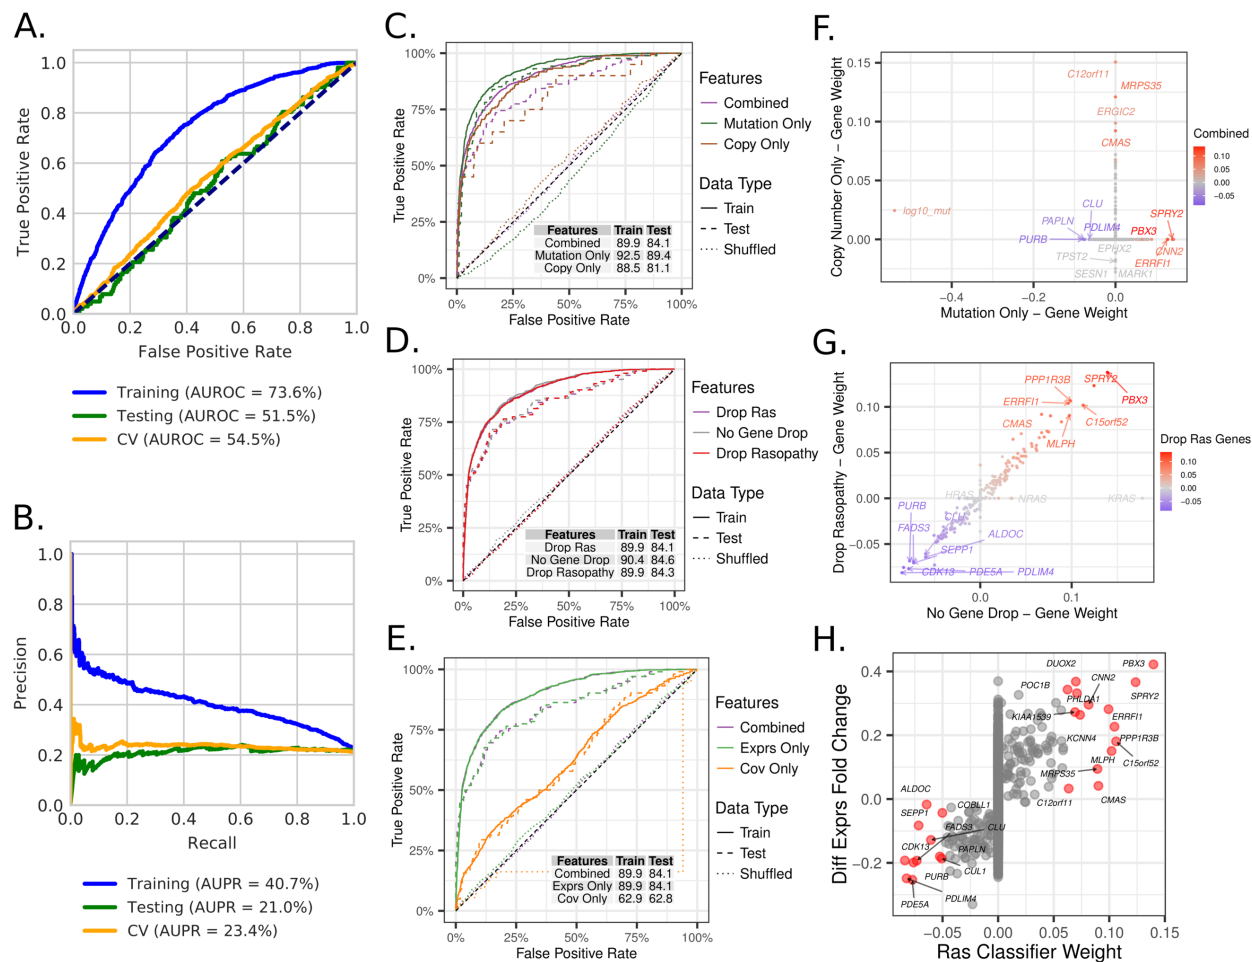 A.
True Positive Rate
1.0
0.8
0.6
0.4
0.2
0.0
0.0 0.2 0.4 0.6 0.8 1.0
False Positive Rate
Training (AUROC = 73.6%)
Testing (AUROC = 51.5%)
CV (AUROC = 54.5%)
B.
Precision
1.0
0.8
0.6
0.4
0.2
0.0
0.0 0.2 0.4 0.6 0.8 1.0
Recall
Training (AUPR = 40.7%)
Testing (AUPR = 21.0%)
CV (AUPR = 23.4%)
C.
True Positive Rate
100%
75%
50%
25%
0%
0% 25% 50% 75% 100%
False Positive Rate
Features Train Test
Combined 89.9 84.1
Mutation Only 92.5 89.4
Copy Only 88.5 81.1
Features
Combined
Mutation Only
Copy Only
Data Type
Train
Test
Shuffled
D.
True Positive Rate
100%
75%
50%
25%
0%
0% 25% 50% 75% 100%
False Positive Rate
Features Train Test
Drop Ras 89.9 84.1
No Gene Drop 90.4 84.6
Drop Rasopathy 89.9 84.3
Features
Drop Ras
No Gene Drop
Drop Rasopathy
Data Type
Train
Test
Shuffled
E.
True Positive Rate
100%
75%
50%
25%
0%
0% 25% 50% 75% 100%
False Positive Rate
Features Train Test
Combined 89.9 84.1
Exprs Only 89.9 84.1
Cov Only 62.9 62.8
Features
Combined
Exprs Only
Cov Only
Data Type
Train
Test
Shuffled
F.
Copy Number Only − Gene Weight
0.15
0.10
0.05
0.00
−0.4 −0.2 0.0
Mutation Only − Gene Weight
C12orf11
MRPS35
ERGIC2
CMAS
log10_mut
CLU
PAPLN
PDLIM4
PURB
SPRY2
PBX3
CNN2
ERRFI1
EPHX2
TPST2
SESN1
MARK1
Combined
0.10
0.05
0.00
−0.05
G.
Drop Rasopathy − Gene Weight
0.10
0.05
0.00
−0.05
0.0 0.1
No Gene Drop − Gene Weight
PPP1R3B
SPRY2
PBX3
ERRFI1
C15orf52
CMAS
MLPH
HRAS
NRAS
KRAS
PURB
CLU
FADS3
ALDOC
SEPP1
CDK13
PDE5A
PDLIM4
Drop Ras Genes
0.10
0.05
0.00
−0.05
H.
Diff Exprs Fold Change
0.4
0.2
0.0
−0.2
−0.05 0.00 0.05 0.10 0.15
Ras Classifier Weight
DUOX2
PBX3
CNN2
POC1B
PHLDA1
SPRY2
KIAA1539
ERRFI1
KCNN4
PPP1R3B
MLPH
C15orf52
MRPS35
C12orf11
CMAS
ALDOC
COBLL1
SEPP1
FADS3
CLU
CDK13
PAPLN
PURB
CUL1
PDE5A
PDLIM4